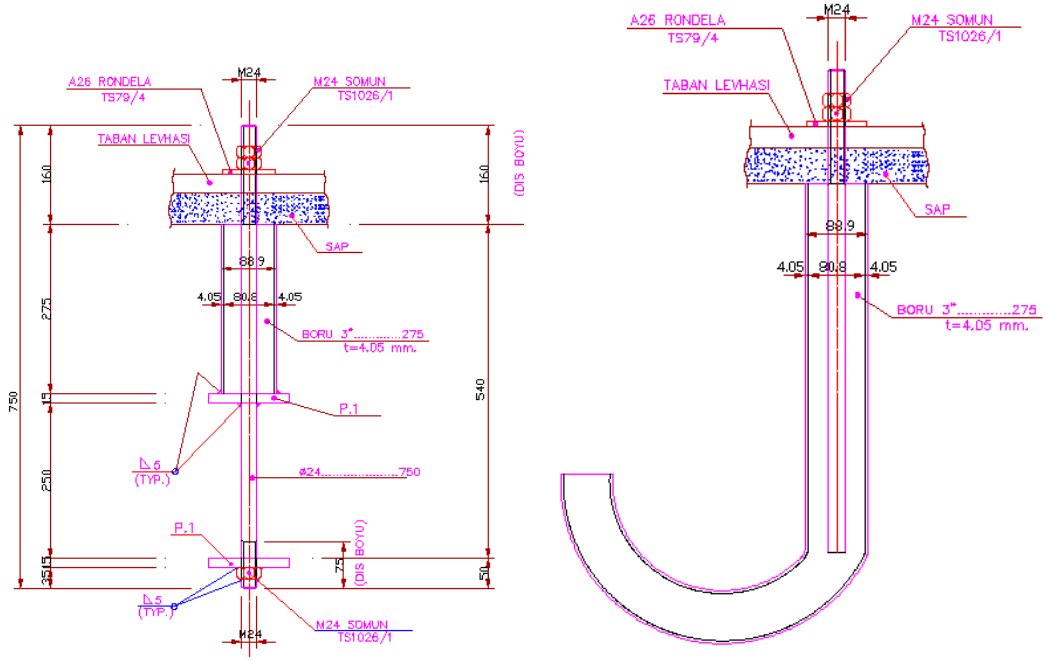 M24
A26 RONDELA
TS79/4
M24 SOMUN
TS1026/1
TABAN LEVHASI
160
160
(DIS BOYU)
SAP
88.9
4.05
80.8
4.05
275
BORU 3"............275
t=4.05 mm.
750
15
P.1
540
5
(TYP.)
250
ø24................750
P.1
(DIS BOYU)
75
15
35
50
5
(TYP.)
M24 SOMUN
TS1026/1
M24
M24
A26 RONDELA
TS79/4
M24 SOMUN
TS1026/1
TABAN LEVHASI
SAP
88.9
4.05
80.8
4.05
BORU 3"............275
t=4.05 mm.